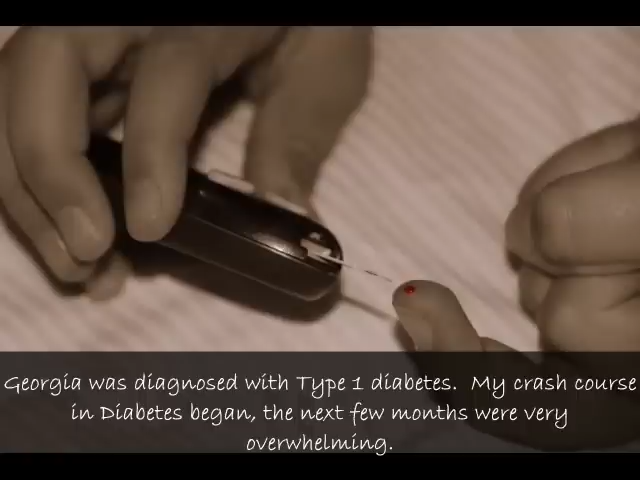 Georgia was diagnosed with Type 1 diabetes.  My crash course
in Diabetes began, the next few months were very
overwhelming.